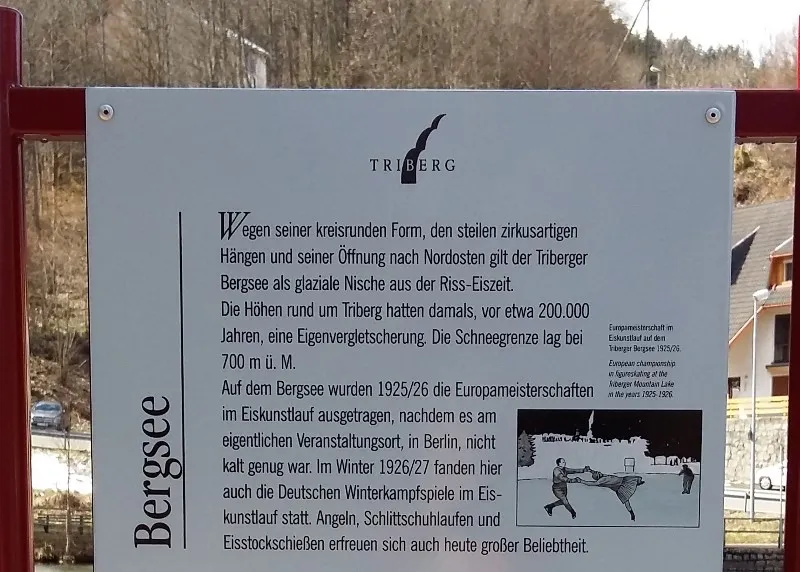 TRIBERG
Bergsee
Wegen seiner kreisrunden Form, den steilen zirkusartigen
Hängen und seiner Öffnung nach Nordosten gilt der Triberger
Bergsee als glaziale Nische aus der Riss-Eiszeit.
Die Höhen rund um Triberg hatten damals, vor etwa 200.000
Jahren, eine Eigenvergletscherung. Die Schneegrenze lag bei
700 m ü. M.
Auf dem Bergsee wurden 1925/26 die Europameisterschaften
im Eiskunstlauf ausgetragen, nachdem es am
eigentlichen Veranstaltungsort, in Berlin, nicht
kalt genug war. Im Winter 1926/27 fanden hier
auch die Deutschen Winterkampfspiele im Eis-
kunstlauf statt. Angeln, Schlittschuhlaufen und
Eisstockschießen erfreuen sich auch heute großer Beliebtheit.
Europameisterschaft im
Eiskunstlauf auf dem
Triberger Bergsee 1925/26.
European championship
in figureskating at the
Triberger Mountain Lake
in the years 1925-1926.